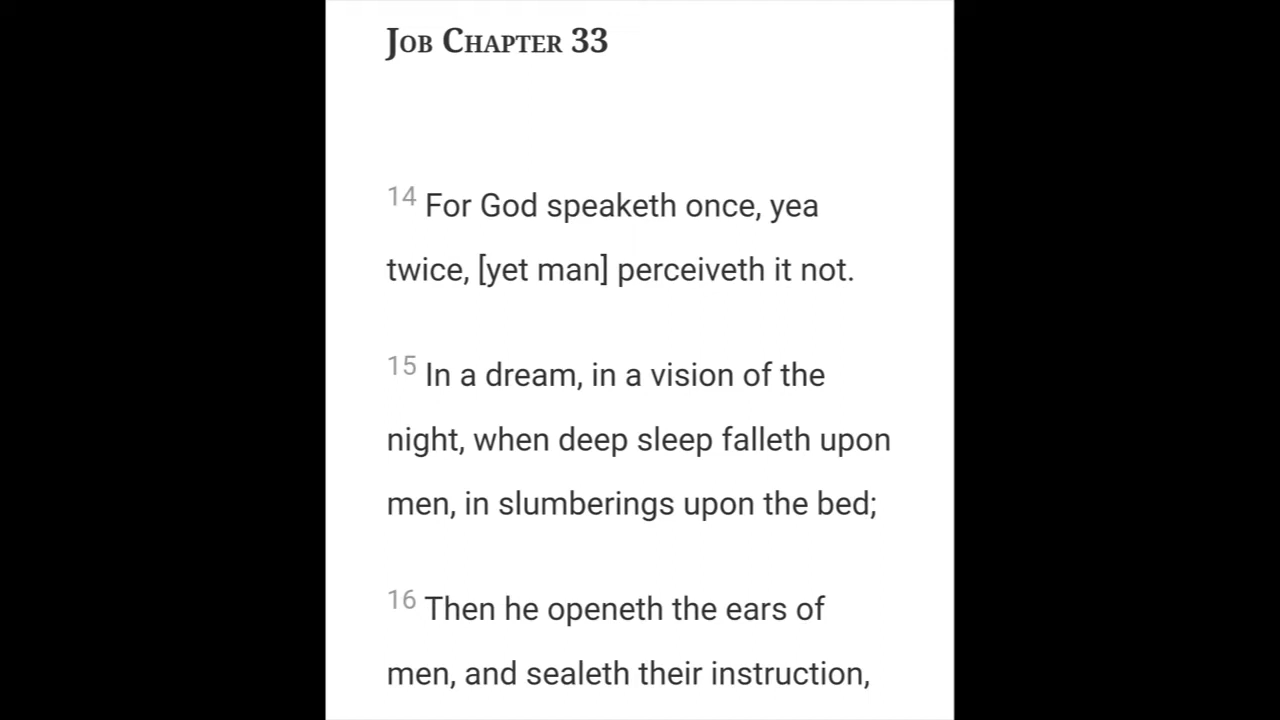 Job Chapter 33
14 For God speaketh once, yea
twice, [yet man] perceiveth it not.
15 In a dream, in a vision of the
night, when deep sleep falleth upon
men, in slumberings upon the bed;
16 Then he openeth the ears of
men, and sealeth their instruction,